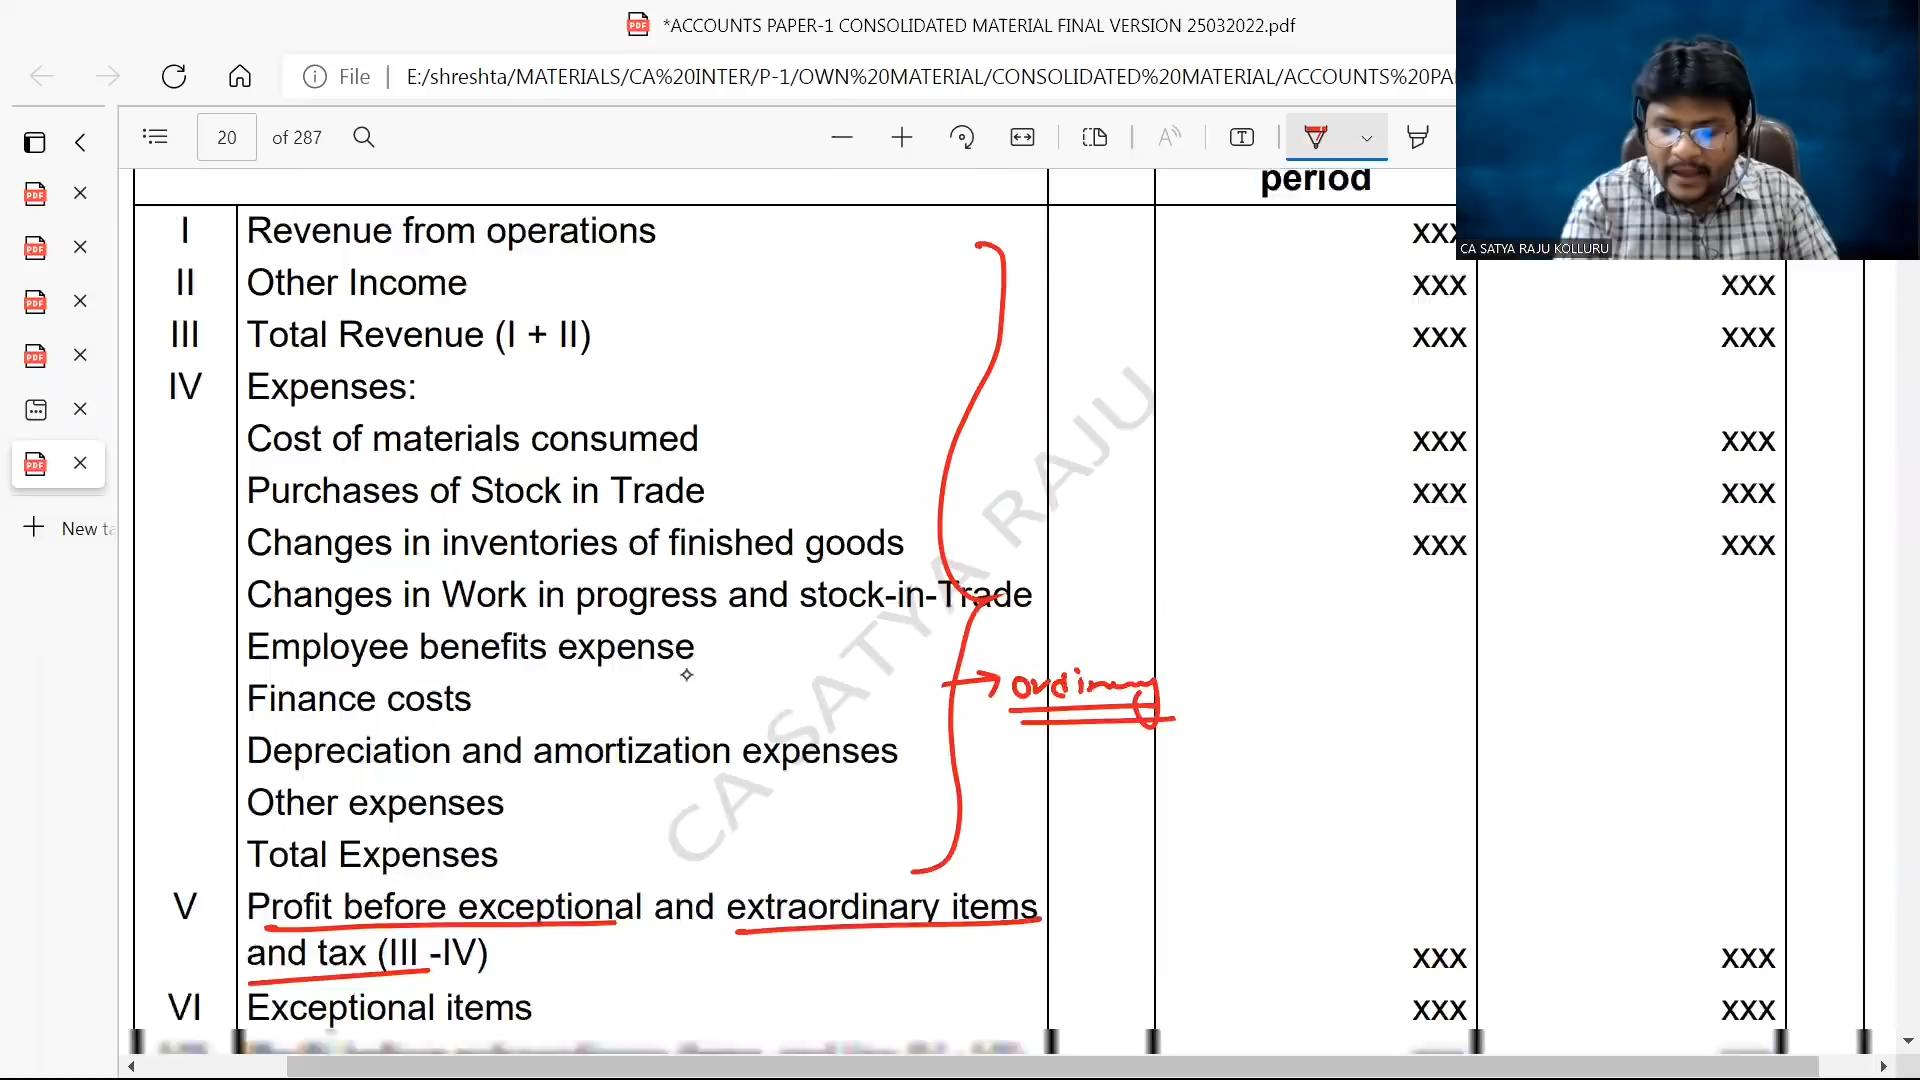 *ACCOUNTS PAPER-1 CONSOLIDATED MATERIAL FINAL VERSION 25032022.pdf
File | E:/shreshta/MATERIALS/CA%20INTER/P-1/OWN%20MATERIAL/CONSOLIDATED%20MATERIAL/ACCOUNTS%20PA
20 of 287
CA SATYA RAJU KOLLURU
New ta
period
I Revenue from operations xxx
II Other Income xxx xxx
III Total Revenue (I + II) xxx xxx
IV Expenses:
Cost of materials consumed xxx xxx
Purchases of Stock in Trade xxx xxx
Changes in inventories of finished goods xxx xxx
Changes in Work in progress and stock-in-Trade
Employee benefits expense
Finance costs
ordinary
Depreciation and amortization expenses
Other expenses
Total Expenses
V Profit before exceptional and extraordinary items
and tax (III -IV) xxx xxx
VI Exceptional items xxx xxx
CA SATYA RAJU